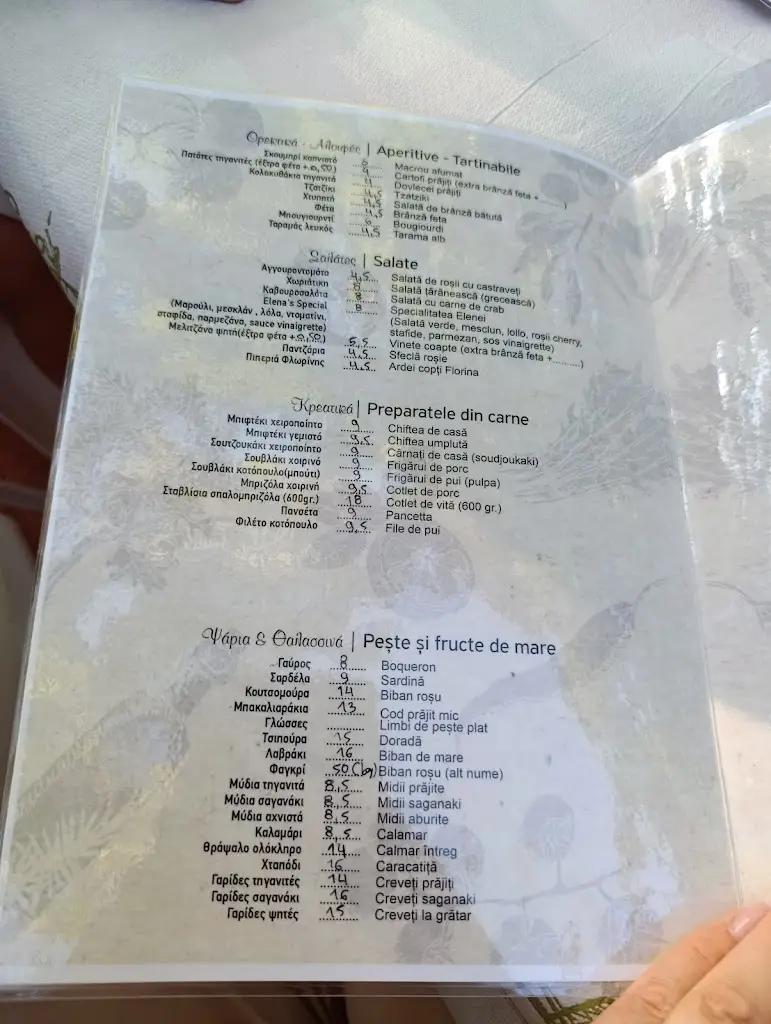 Ορεκτικά - Αλοιφές | Aperitive - Tartinabile
Σκουμπρί καπνιστό 6 Macrou afumat
Πατάτες τηγανιτές (έξτρα φέτα +0,50) 4 Cartofi prăjiți (extra brânză feta +......)
Κολοκυθάκια τηγανιτά 4 Dovlecei prăjiți
Τζατζίκι 4,5 Tzatziki
Χτυπητή 4,5 Salată de brânză bătută
Φέτα 4,5 Brânză feta
Μπουγιουρντί 6 Bougiourdi
Ταραμάς λευκός 4,5 Tarama alb
Σαλάτες | Salate
Αγγουροντομάτα 4,5 Salată de roșii cu castraveți
Χωριάτικη 8 Salată țărănească (grecească)
Καβουροσαλάτα 8 Salată cu carne de crab
Elena's Special 8 Specialitatea Elenei
(Μαρούλι, μεσκλάν , λόλα, ντοματίνι, (Salată verde, mesclun, lollo, roșii cherry,
σταφίδα, παρμεζάνα, sauce vinaigrette) stafide, parmezan, sos vinaigrette)
Μελιτζάνα ψητή(έξτρα φέτα +0,50) 5,5 Vinete coapte (extra brânză feta +.........)
Παντζάρια 4,5 Sfeclă roșie
Πιπεριά Φλωρίνης 4,5 Ardei copți Florina
Κρεατικά | Preparatele din carne
Μπιφτέκι χειροποίητο 9 Chiftea de casă
Μπιφτέκι γεμιστό 9,5 Chiftea umplută
Σουτζουκάκι χειροποίητο 9 Cârnați de casă (soudjoukaki)
Σουβλάκι χοιρινό 9 Frigărui de porc
Σουβλάκι κοτόπουλο(μπούτι) 9 Frigărui de pui (pulpa)
Μπριζόλα χοιρινή 9,5 Cotlet de porc
Σταβλίσια σπαλομπριζόλα (600gr.) 18 Cotlet de vită (600 gr.)
Πανσέτα 9 Pancetta
Φιλέτο κοτόπουλο 9,5 File de pui
Ψάρια & Θαλασσινά | Pește și fructe de mare
Γαύρος 8 Boqueron
Σαρδέλα 9 Sardină
Κουτσομούρα 14 Biban roșu
Μπακαλιαράκια 13 Cod prăjit mic
Γλώσσες .......... Limbi de pește plat
Τσιπούρα 15 Doradă
Λαβράκι 16 Biban de mare
Φαγκρί 50 (kg) Biban roșu (alt nume)
Μύδια τηγανιτά 8,5 Midii prăjite
Μύδια σαγανάκι 8,5 Midii saganaki
Μύδια αχνιστά 8,5 Midii aburite
Καλαμάρι 8,5 Calamar
Θράψαλο ολόκληρο 14 Calmar întreg
Χταπόδι 16 Caracatiță
Γαρίδες τηγανιτές 14 Creveți prăjiți
Γαρίδες σαγανάκι 16 Creveți saganaki
Γαρίδες ψητές 15 Creveți la grătar